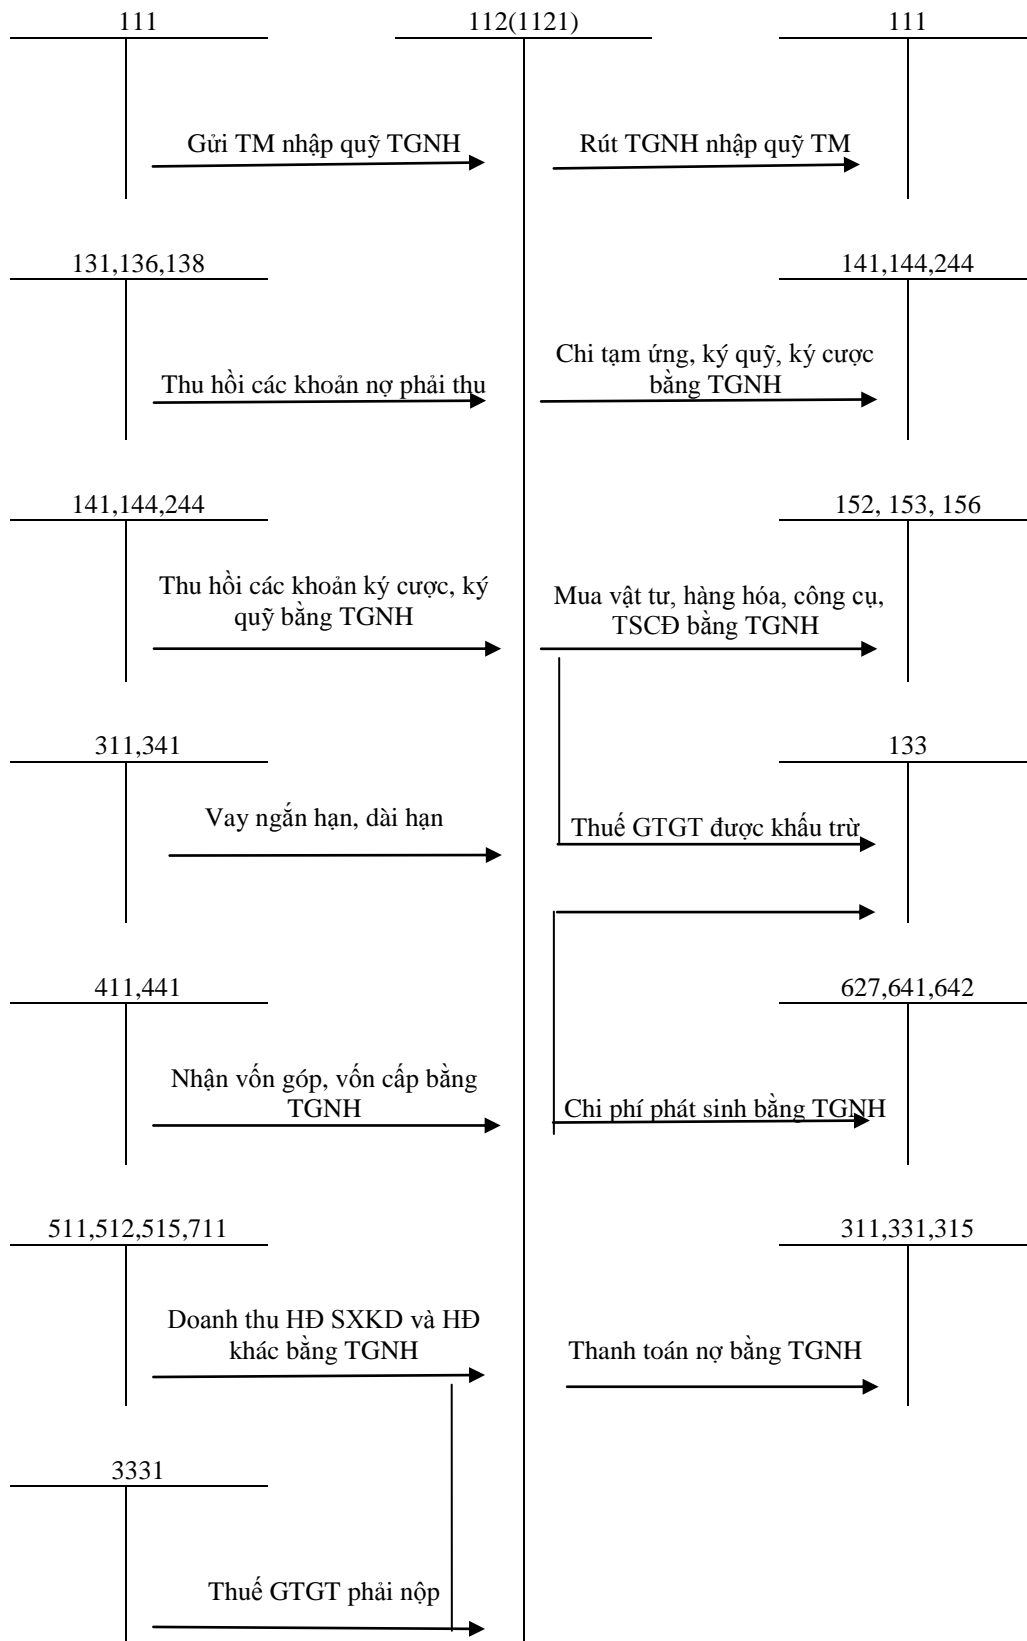 111
112(1121)
111
Gửi TM nhập quỹ TGNH
Rút TGNH nhập quỹ TM
131,136,138
141,144,244
Thu hồi các khoản nợ phải thu
Chi tạm ứng, ký quỹ, ký cược
bằng TGNH
141,144,244
152, 153, 156
Thu hồi các khoản ký cược, ký
quỹ bằng TGNH
Mua vật tư, hàng hóa, công cụ,
TSCĐ bằng TGNH
311,341
133
Vay ngắn hạn, dài hạn
Thuế GTGT được khấu trừ
411,441
627,641,642
Nhận vốn góp, vốn cấp bằng
TGNH
Chi phí phát sinh bằng TGNH
511,512,515,711
311,331,315
Doanh thu HĐ SXKD và HĐ
khác bằng TGNH
Thanh toán nợ bằng TGNH
3331
Thuế GTGT phải nộp